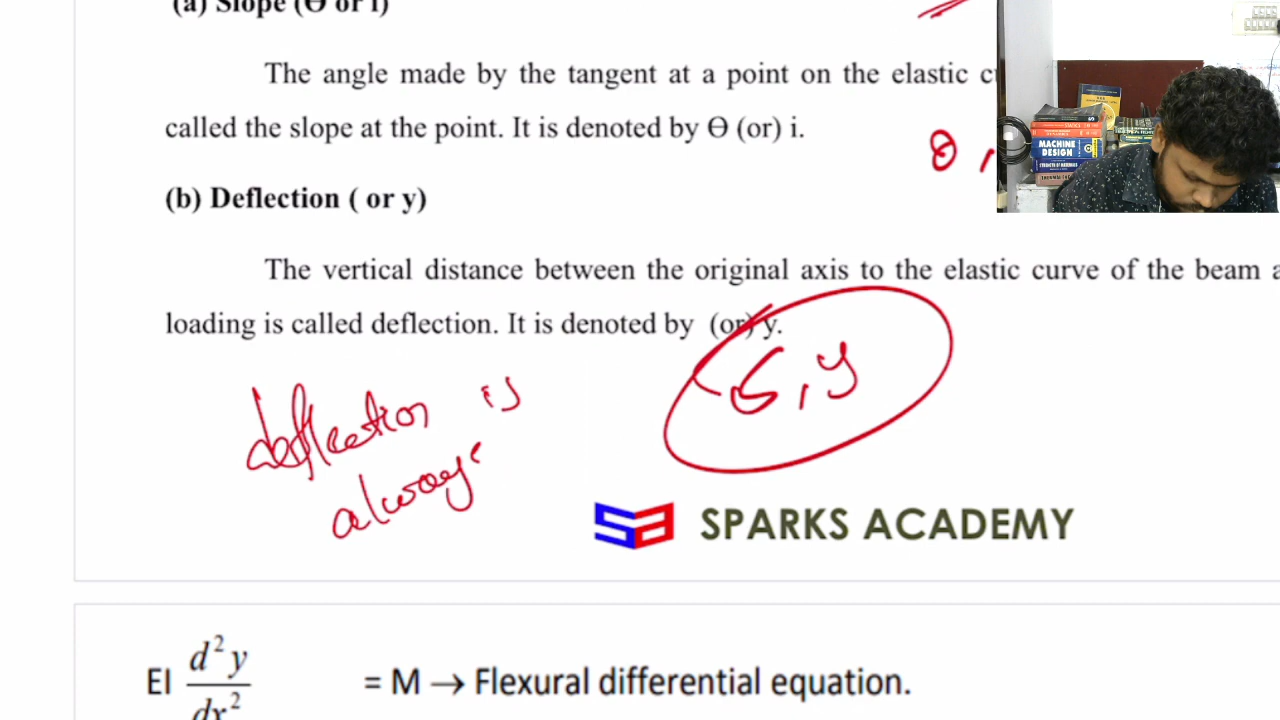 (a) Slope (Ө or i)
The angle made by the tangent at a point on the elastic
called the slope at the point. It is denoted by Ө (or) i.
θ ,
(b) Deflection ( or y)
The vertical distance between the original axis to the elastic curve of the beam
loading is called deflection. It is denoted by (or) y.
δ , y
deflection is
always
SPARKS ACADEMY
EI d²y/dx² = M → Flexural differential equation.
MACHINE
DESIGN